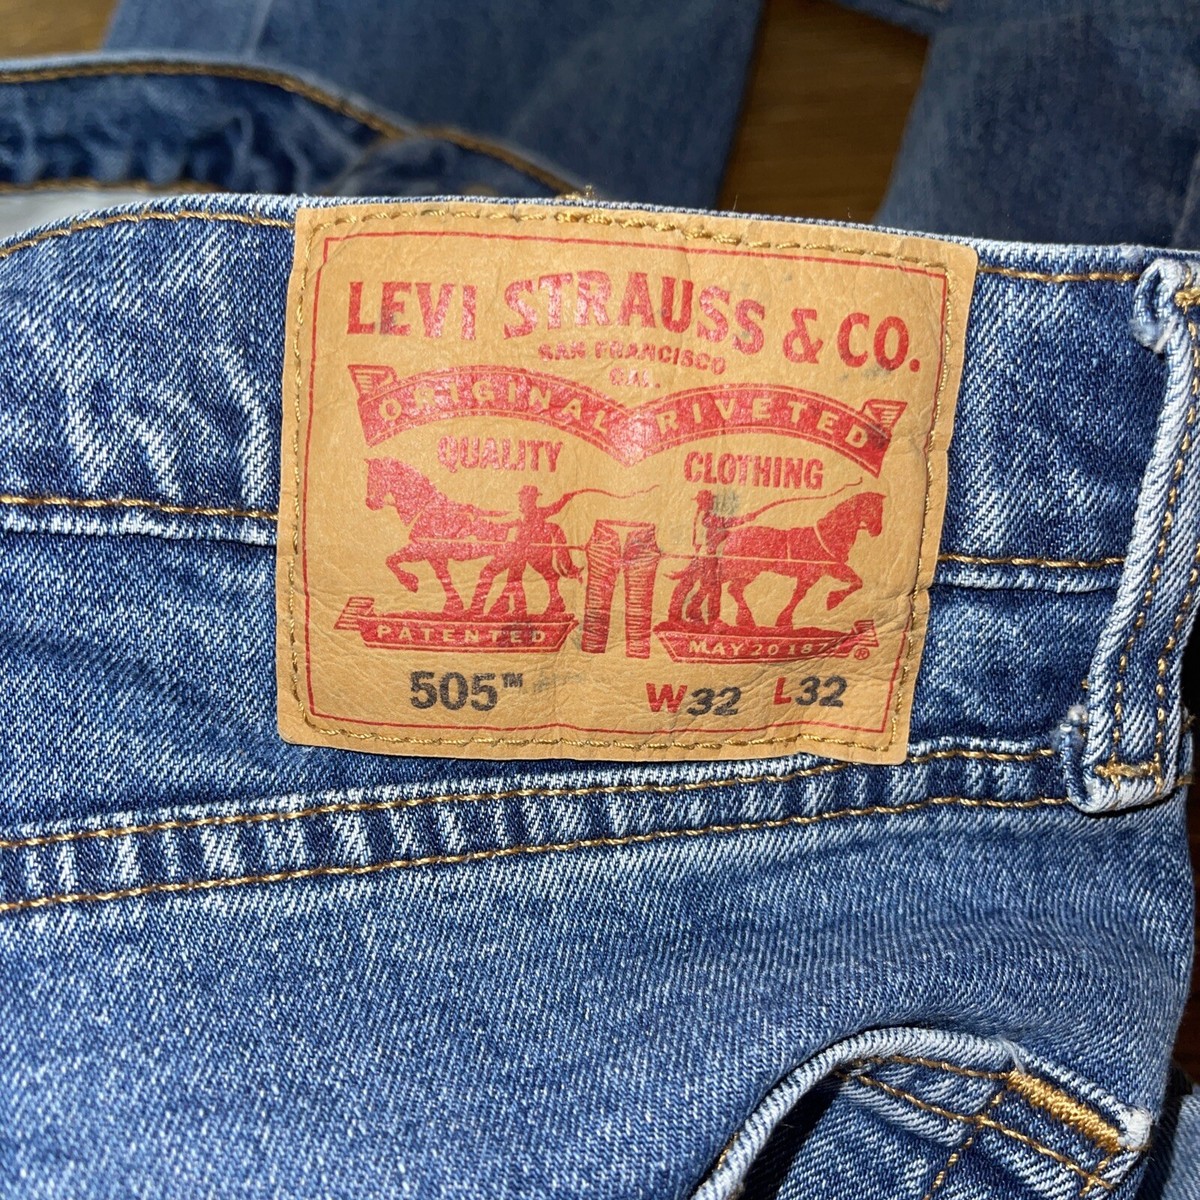 LEVI STRAUSS & CO.
SAN FRANCISCO
CAL.
ORIGINAL RIVETED
QUALITY CLOTHING
PATENTED MAY 20 1873 ®
505™ W32 L32